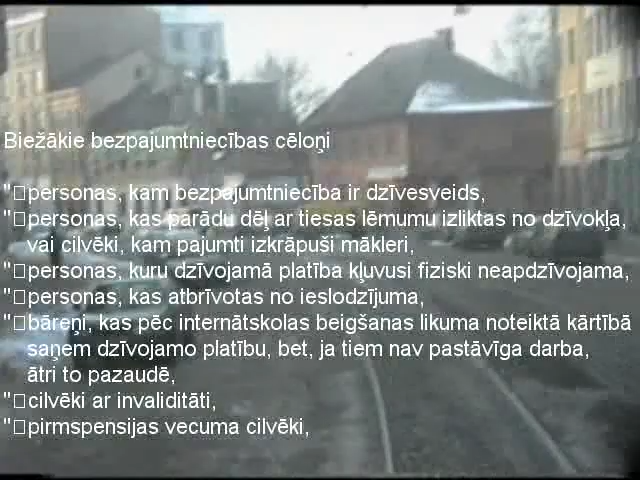 Biežākie bezpajumtniecības cēloņi
"□personas, kam bezpajumtniecība ir dzīvesveids,
"□personas, kas parādu dēļ ar tiesas lēmumu izliktas no dzīvokļa,
vai cilvēki, kam pajumti izkrāpuši mākleri,
"□personas, kuru dzīvojamā platība kļuvusi fiziski neapdzīvojama,
"□personas, kas atbrīvotas no ieslodzījuma,
"□bāreņi, kas pēc internātskolas beigšanas likuma noteiktā kārtībā
saņem dzīvojamo platību, bet, ja tiem nav pastāvīga darba,
ātri to pazaudē,
"□cilvēki ar invaliditāti,
"□pirmspensijas vecuma cilvēki,